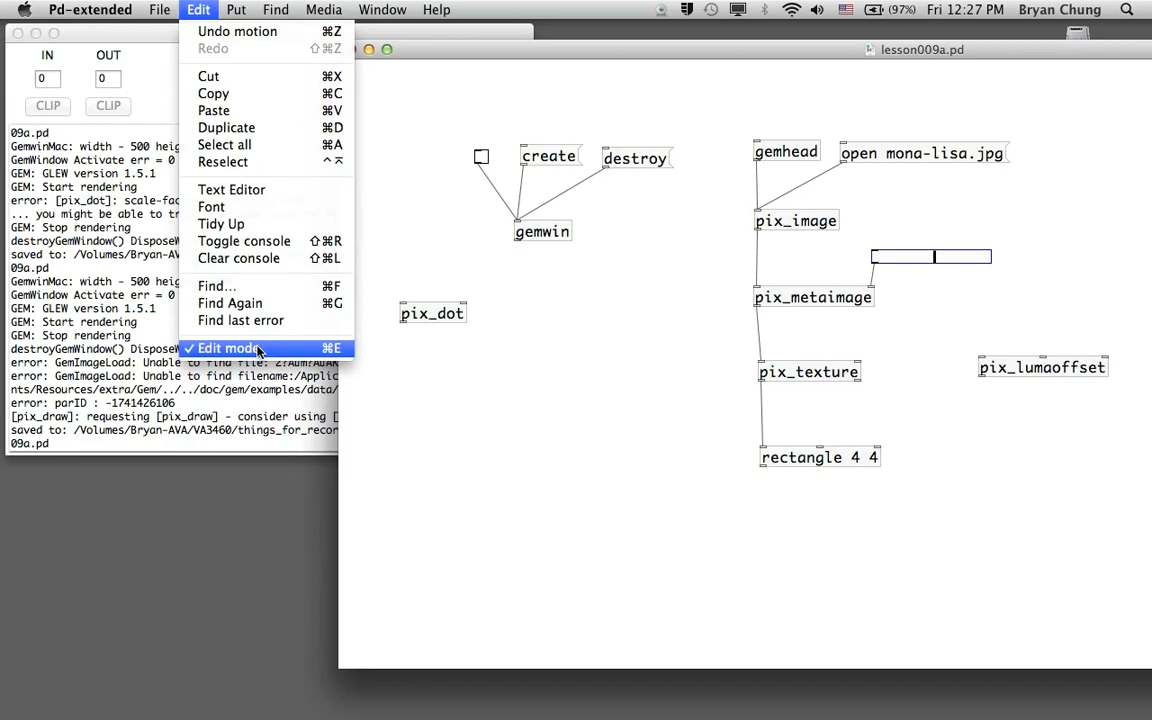 Pd-extended File Edit Put Find Media Window Help (97%) Fri 12:27 PM Bryan Chung
IN OUT
0 0
CLIP CLIP
09a.pd
GemwinMac: width - 500 heig
GemWindow Activate err = 0
GEM: GLEW version 1.5.1
GEM: Start rendering
error: [pix_dot]: scale-fac
... you might be able to tr
GEM: Stop rendering
destroyGemWindow() DisposeW
saved to: /Volumes/Bryan-AV
09a.pd
GemwinMac: width - 500 heig
GemWindow Activate err = 0
GEM: GLEW version 1.5.1
GEM: Start rendering
GEM: Stop rendering
destroyGemWindow() DisposeW
error: GemImageLoad: Unable to find file:
error: GemImageLoad: Unable to find filename:/Applic
nts/Resources/extra/Gem/../../doc/gem/examples/data/
error: parID : -1741426106
[pix_draw]: requesting [pix_draw] - consider using [
saved to: /Volumes/Bryan-AVA/VA3460/things_for_recor
09a.pd
Undo motion ⌘Z
Redo ⇧⌘Z
Cut ⌘X
Copy ⌘C
Paste ⌘V
Duplicate ⌘D
Select all ⌘A
Reselect
Text Editor
Font
Tidy Up
Toggle console ⇧⌘R
Clear console ⇧⌘L
Find... ⌘F
Find Again ⌘G
Find last error
✓ Edit mode ⌘E
lesson009a.pd
create
destroy
gemwin
pix_dot
gemhead
open mona-lisa.jpg
pix_image
pix_metaimage
pix_texture
pix_lumaoffset
rectangle 4 4